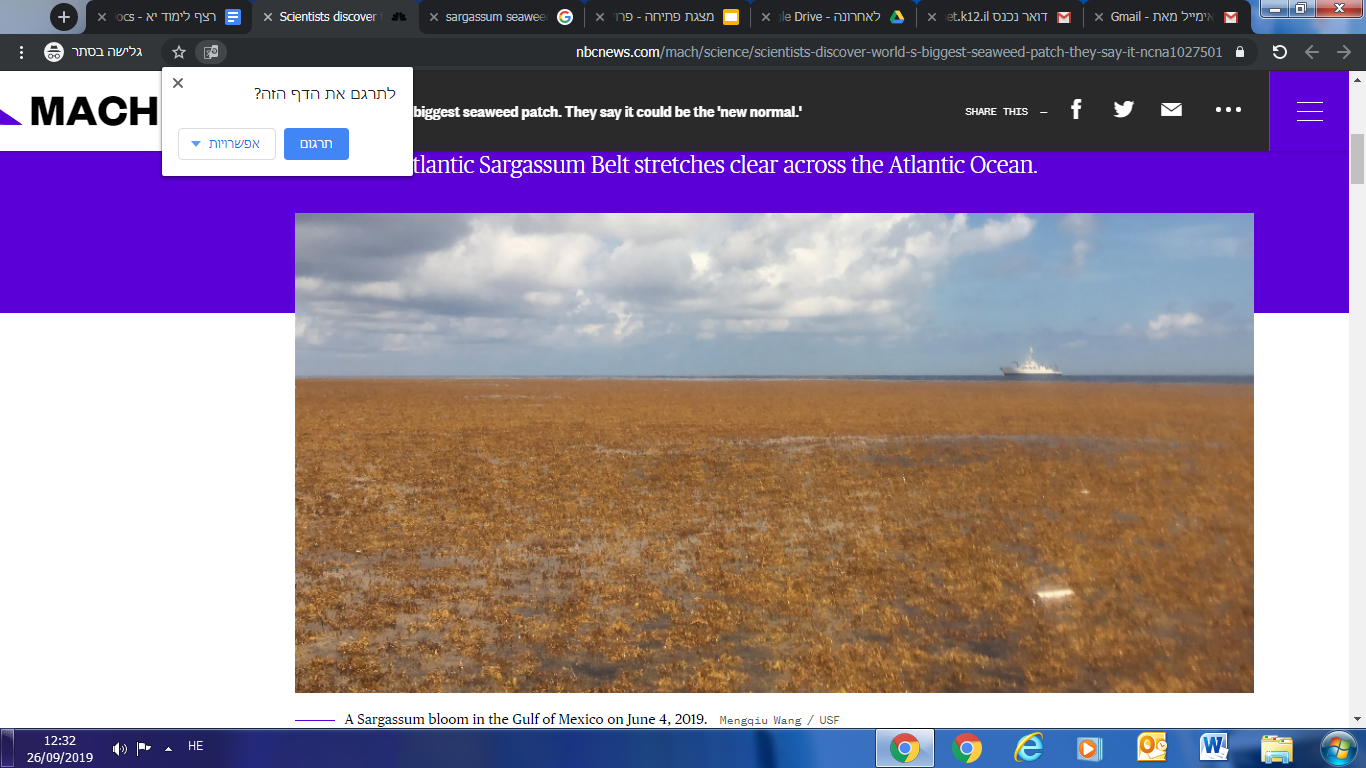 רצף לימוד יא - ocs
Scientists discover
sargassum seawee
מצגת פתיחה - פרו
לאחרונה - le Drive
דואר נכנס et.k12.il
אימייל מאת - Gmail
גלישה בסתר
nbcnews.com/mach/science/scientists-discover-world-s-biggest-seaweed-patch-they-say-it-ncna1027501
לתרגם את הדף הזה?
אפשרויות
תרגום
MACH
biggest seaweed patch. They say it could be the 'new normal.'
SHARE THIS —
tlantic Sargassum Belt stretches clear across the Atlantic Ocean.
A Sargassum bloom in the Gulf of Mexico on June 4, 2019. Mengqiu Wang / USF
12:32
26/09/2019
HE